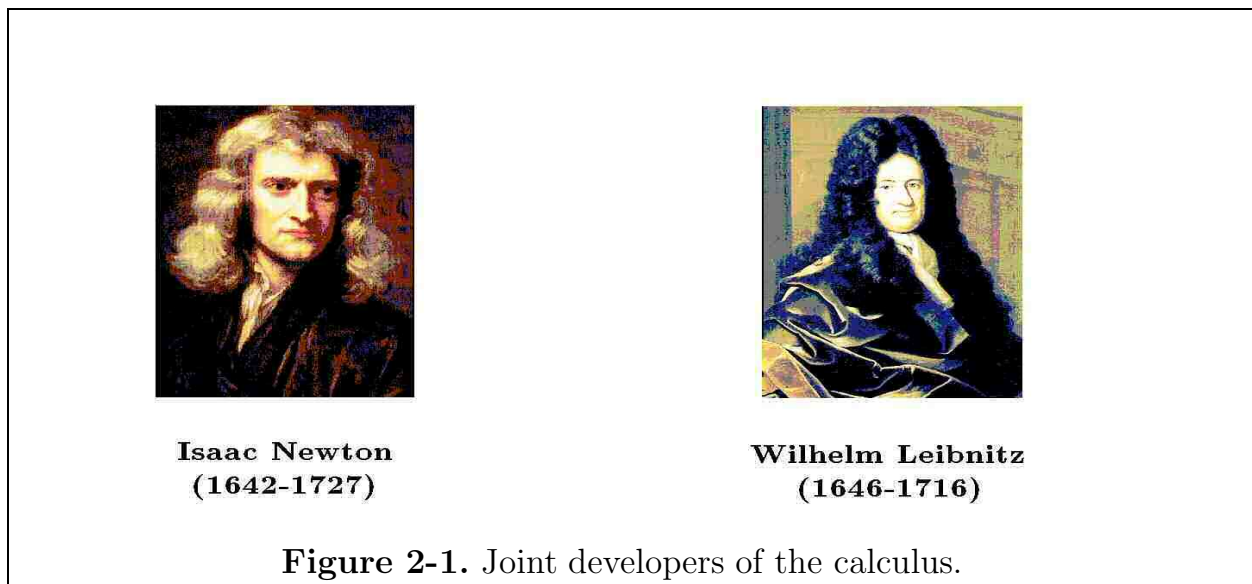 Isaac Newton
(1642-1727)
Wilhelm Leibnitz
(1646-1716)
Figure 2-1. Joint developers of the calculus.